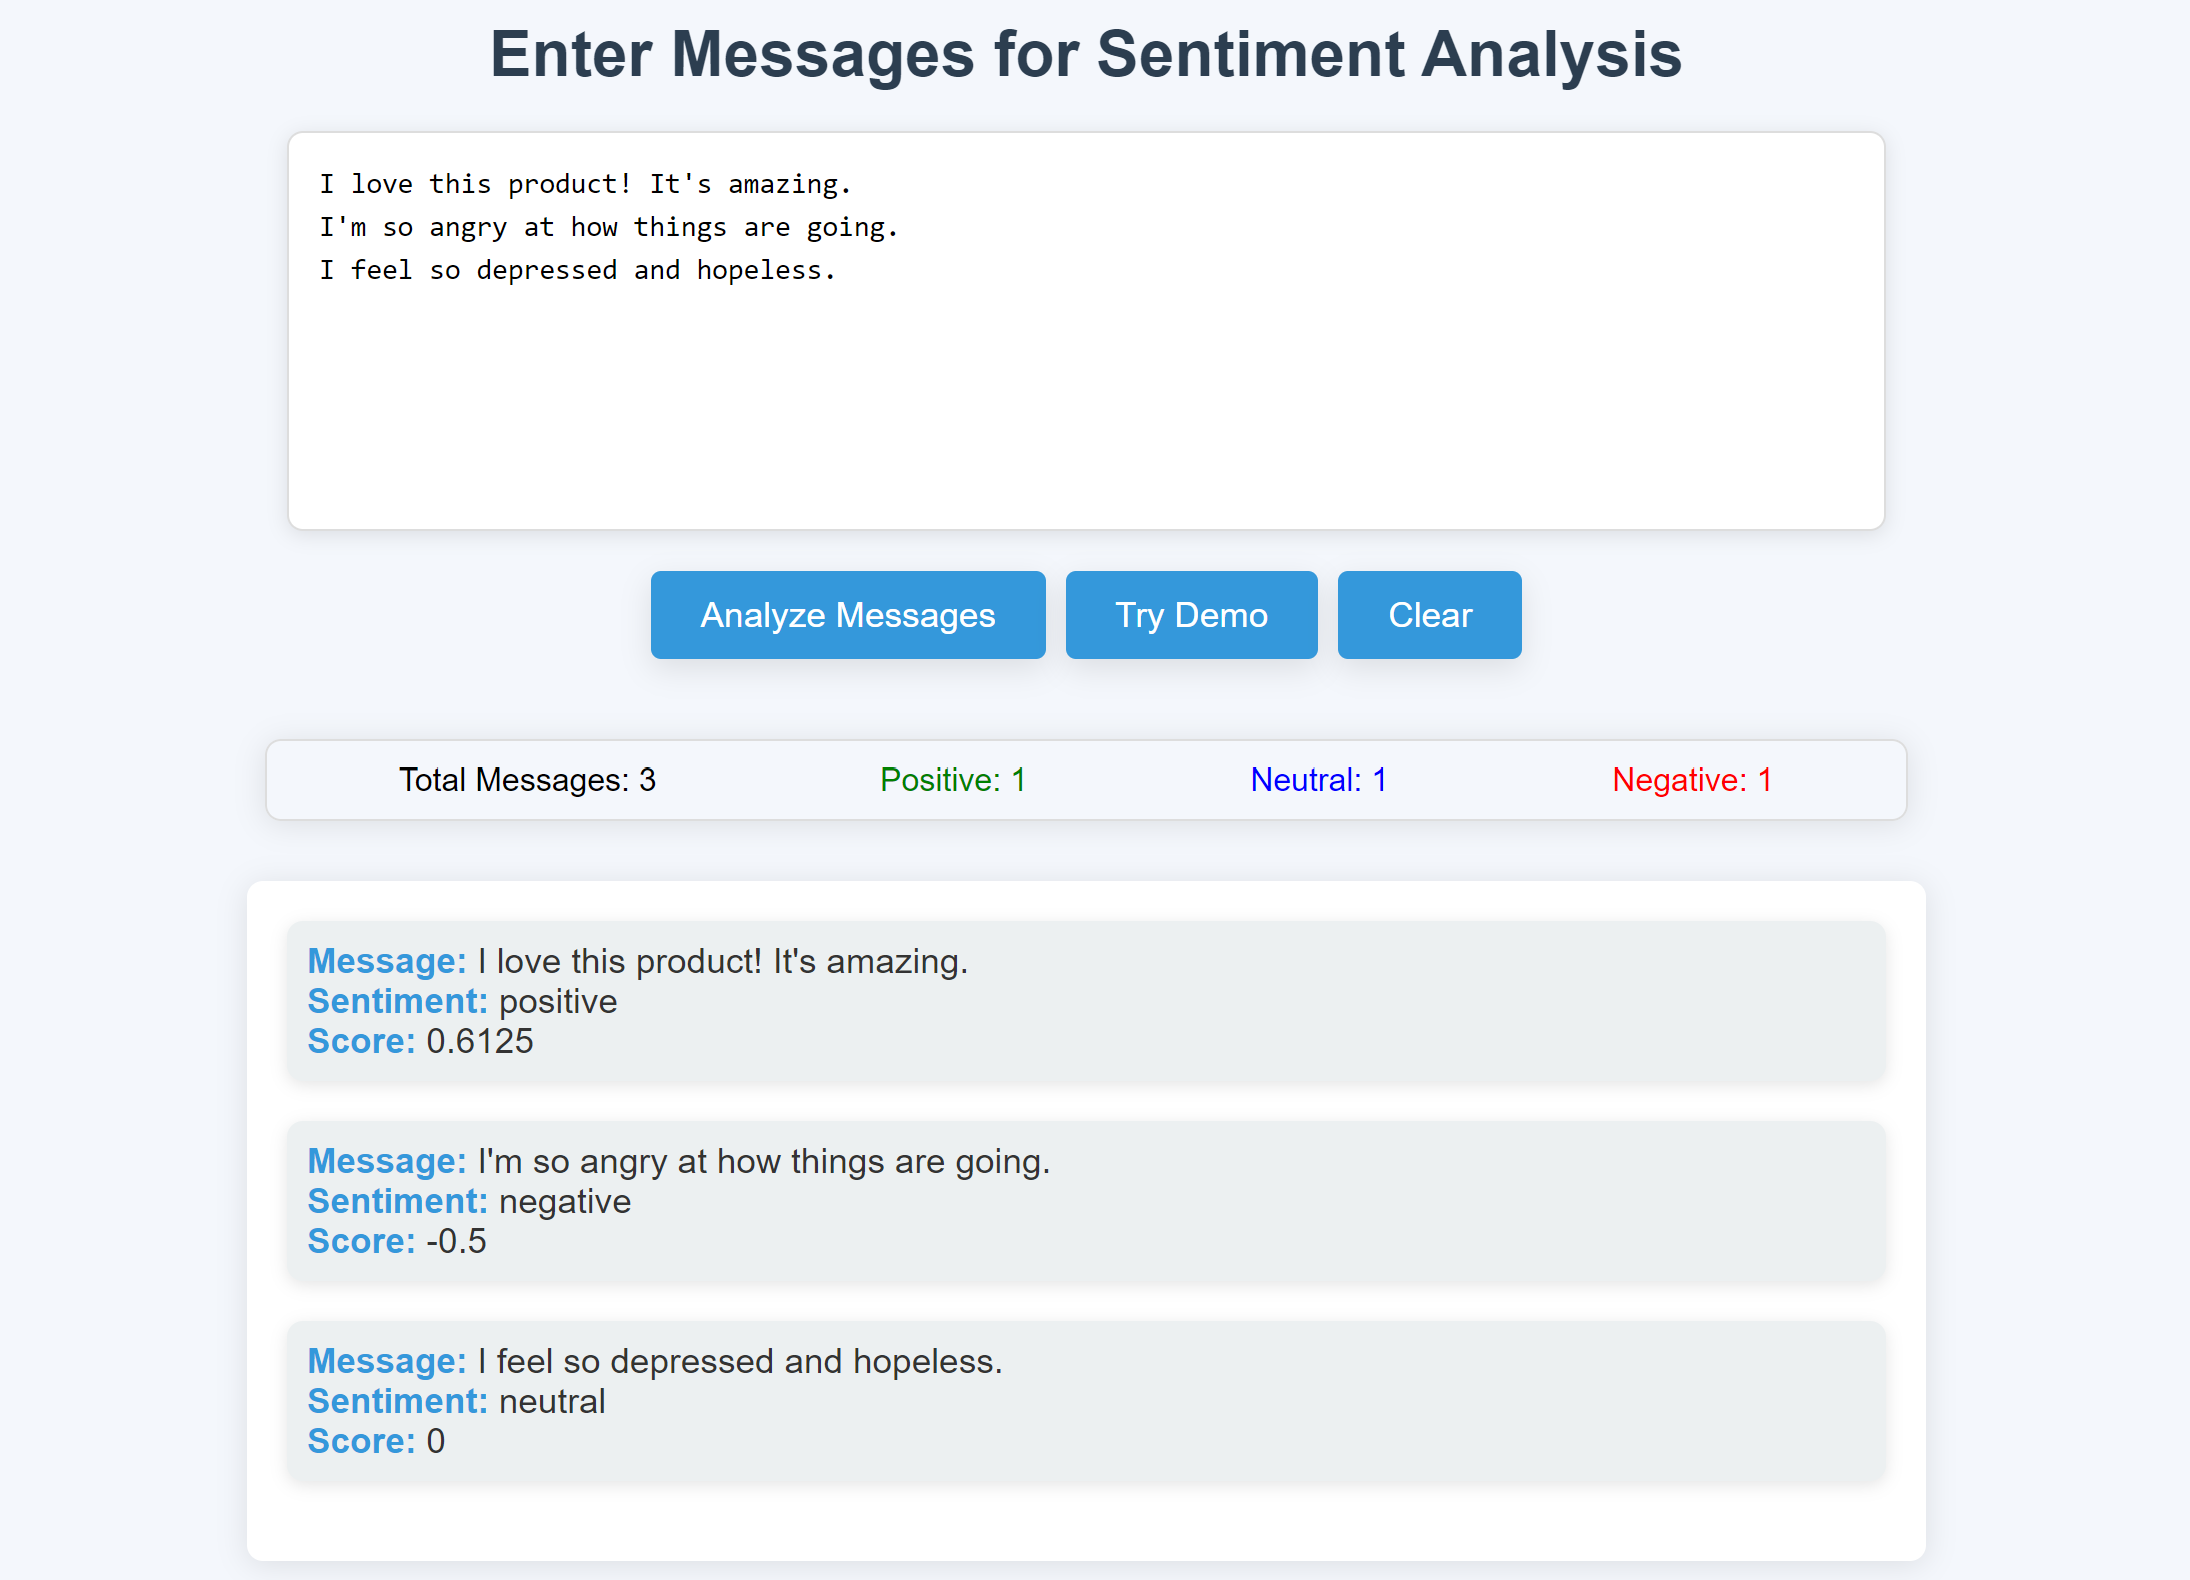 Enter Messages for Sentiment Analysis
I love this product! It's amazing.
I'm so angry at how things are going.
I feel so depressed and hopeless.
Analyze Messages Try Demo Clear
Total Messages: 3 Positive: 1 Neutral: 1 Negative: 1
Message: I love this product! It's amazing.
Sentiment: positive
Score: 0.6125
Message: I'm so angry at how things are going.
Sentiment: negative
Score: -0.5
Message: I feel so depressed and hopeless.
Sentiment: neutral
Score: 0